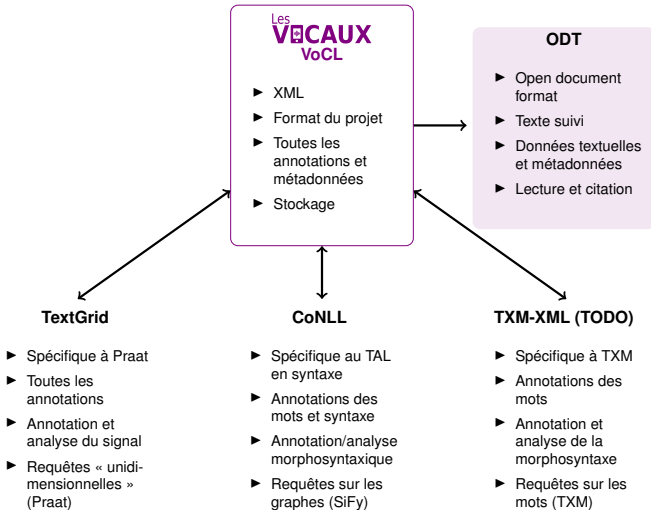 Les
VOCAUX
VoCL
► XML
► Format du projet
► Toutes les
annotations et
métadonnées
► Stockage
ODT
► Open document
format
► Texte suivi
► Données textuelles
et métadonnées
► Lecture et citation
TextGrid
► Spécifique à Praat
► Toutes les
annotations
► Annotation et
analyse du signal
► Requêtes « unidi-
mensionnelles »
(Praat)
CoNLL
► Spécifique au TAL
en syntaxe
► Annotations des
mots et syntaxe
► Annotation/analyse
morphosyntaxique
► Requêtes sur les
graphes (SiFy)
TXM-XML (TODO)
► Spécifique à TXM
► Annotations des
mots
► Annotation et
analyse de la
morphosyntaxe
► Requêtes sur les
mots (TXM)